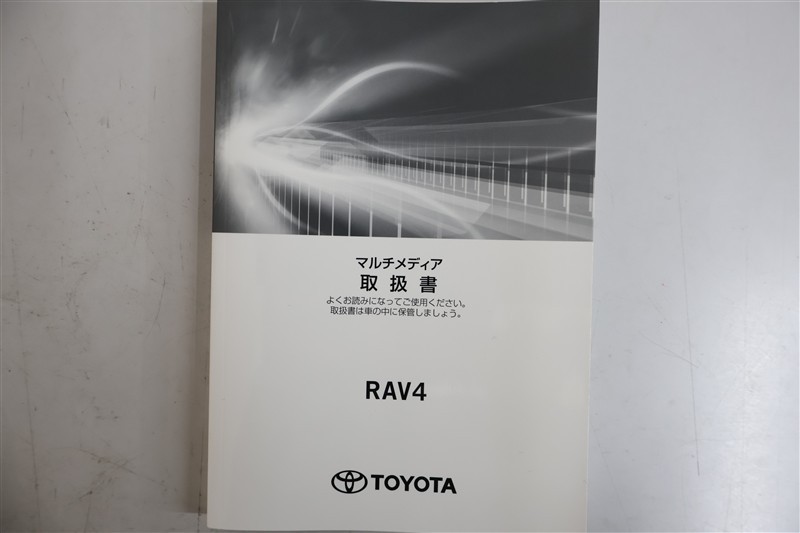 マルチメディア
取扱書
よくお読みになってご使用ください。
取扱書は車の中に保管しましょう。
RAV4
TOYOTA